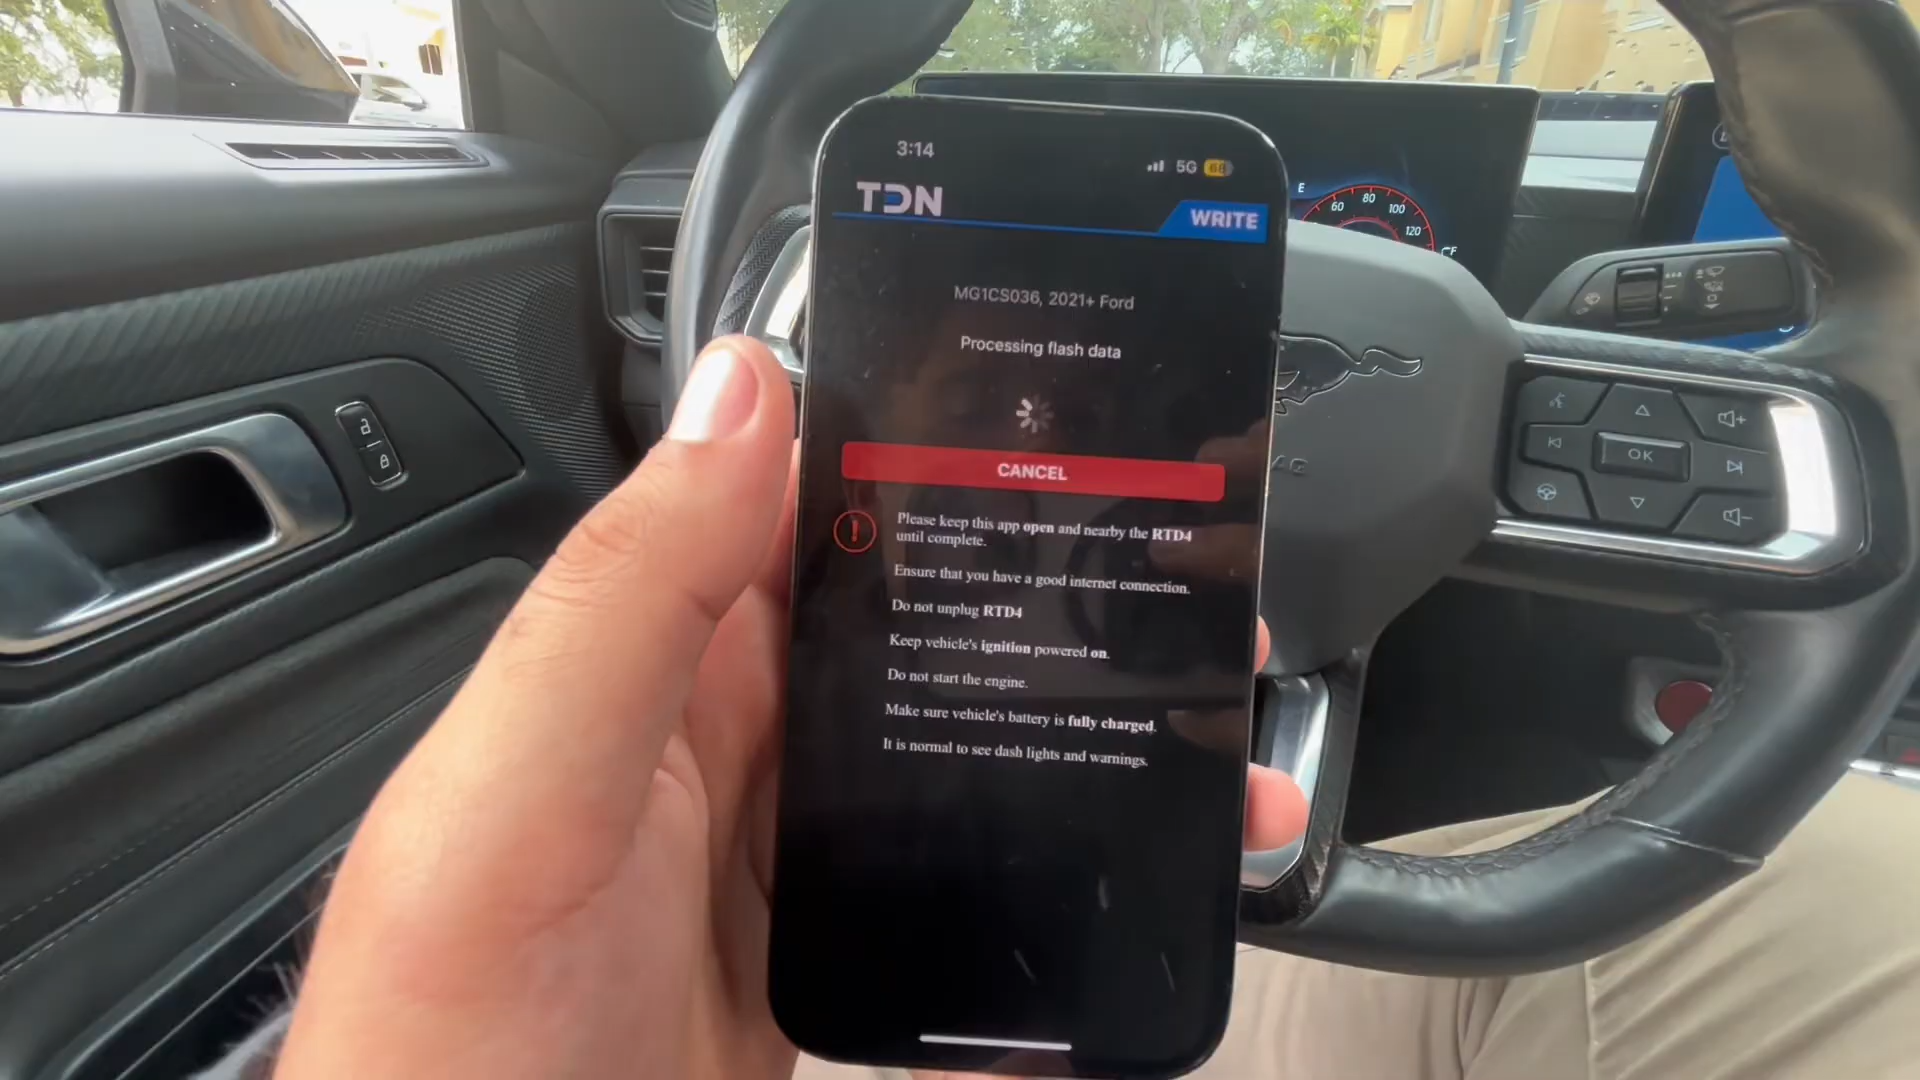 3:14
5G
68
TDN
WRITE
MG1CS036, 2021+ Ford
Processing flash data
CANCEL
Please keep this app open and nearby the RTD4
until complete.
Ensure that you have a good internet connection.
Do not unplug RTD4
Keep vehicle's ignition powered on.
Do not start the engine.
Make sure vehicle's battery is fully charged.
It is normal to see dash lights and warnings.
E
60
80
100
120
F
OK